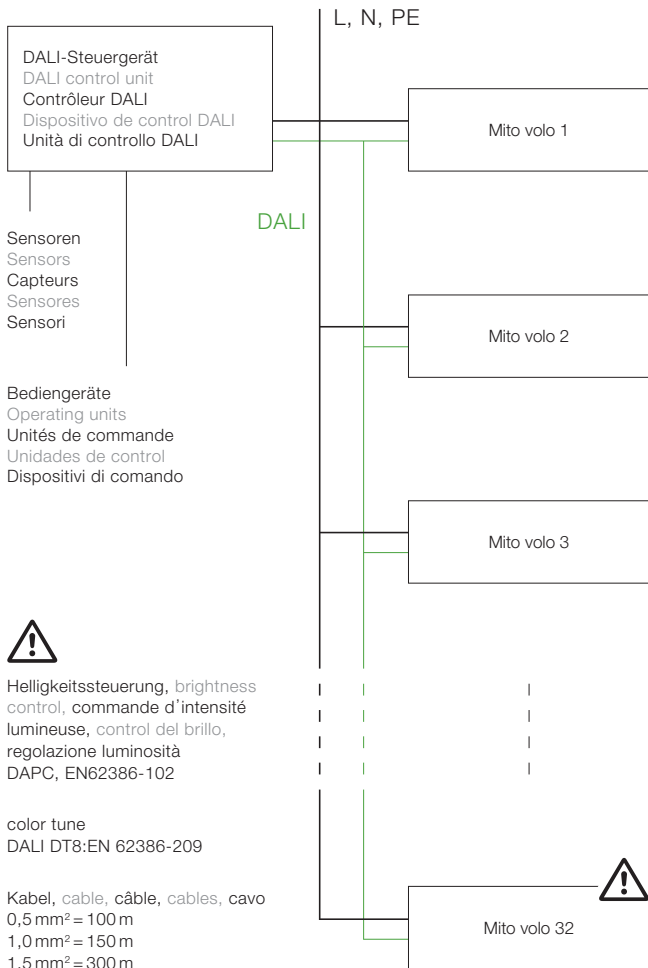 L, N, PE
DALI-Steuergerät
DALI control unit
Contrôleur DALI
Dispositivo de control DALI
Unità di controllo DALI
Mito volo 1
DALI
Sensoren
Sensors
Capteurs
Sensores
Sensori
Mito volo 2
Bediengeräte
Operating units
Unités de commande
Unidades de control
Dispositivi di comando
Mito volo 3
Helligkeitssteuerung, brightness
control, commande d'intensité
lumineuse, control del brillo,
regolazione luminosità
DAPC, EN62386-102
color tune
DALI DT8:EN 62386-209
Kabel, cable, câble, cables, cavo
0,5 mm² = 100 m
1,0 mm² = 150 m
1,5 mm² = 300 m
Mito volo 32